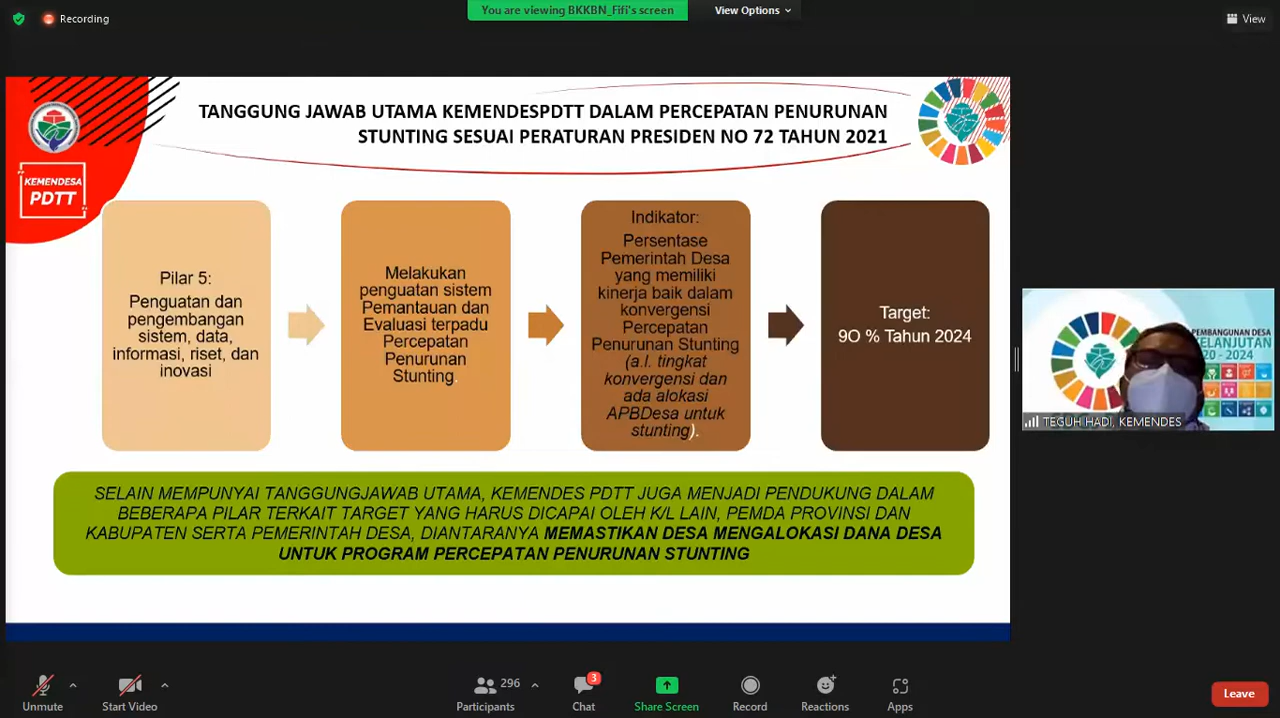 Recording
You are viewing BKKBN_Fifi's screen
View Options
View
KEMENDESA
PDTT
TANGGUNG JAWAB UTAMA KEMENDESPDTT DALAM PERCEPATAN PENURUNAN
STUNTING SESUAI PERATURAN PRESIDEN NO 72 TAHUN 2021
Pilar 5:
Penguatan dan
pengembangan
sistem, data,
informasi, riset, dan
inovasi
Melakukan
penguatan sistem
Pemantauan dan
Evaluasi terpadu
Percepatan
Penurunan
Stunting.
Indikator:
Persentase
Pemerintah Desa
yang memiliki
kinerja baik dalam
konvergensi
Percepatan
Penurunan Stunting
(a.l. tingkat
konvergensi dan
ada alokasi
APBDesa untuk
stunting).
Target:
9O % Tahun 2024
SELAIN MEMPUNYAI TANGGUNGJAWAB UTAMA, KEMENDES PDTT JUGA MENJADI PENDUKUNG DALAM
BEBERAPA PILAR TERKAIT TARGET YANG HARUS DICAPAI OLEH K/L LAIN, PEMDA PROVINSI DAN
KABUPATEN SERTA PEMERINTAH DESA, DIANTARANYA MEMASTIKAN DESA MENGALOKASI DANA DESA
UNTUK PROGRAM PERCEPATAN PENURUNAN STUNTING
PEMBANGUNAN DESA
KELANJUTAN
20 - 2024
TEGUH HADI, KEMENDES
Unmute
Start Video
296
Participants
3
Chat
Share Screen
Record
Reactions
Apps
Leave